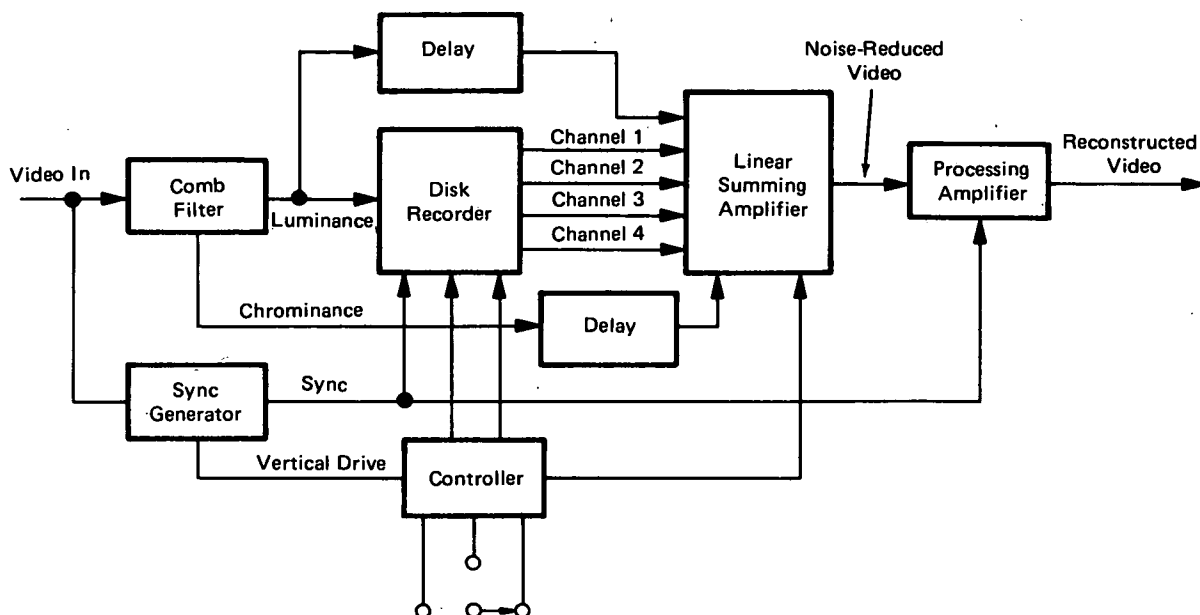 Delay
Noise-Reduced
Video
Channel 1
Channel 2
Channel 3
Channel 4
Video In
Comb
Filter
Luminance
Disk
Recorder
Linear
Summing
Amplifier
Processing
Amplifier
Reconstructed
Video
Chrominance
Delay
Sync
Generator
Sync
Vertical Drive
Controller